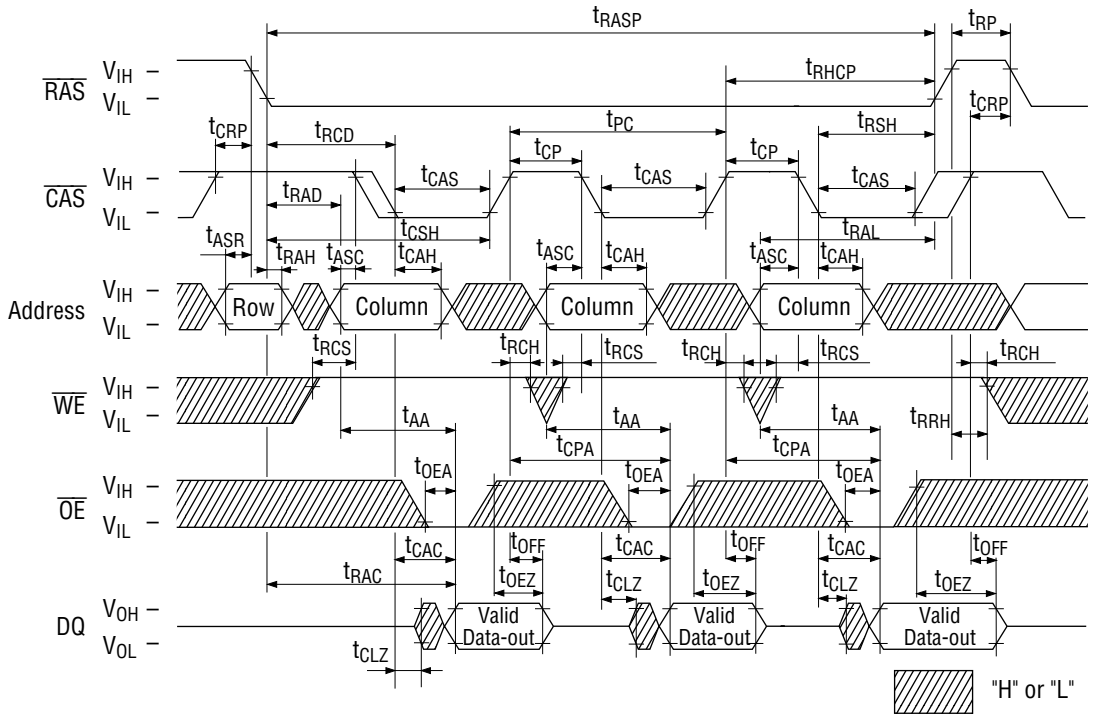 tRASP tRP
RAS VIH VIL
tRHCP
tCRP tRCD tPC tRSH tCRP
CAS VIH VIL
tCP tCP
tRAD tCAS tCAS tCAS
tCSH tRAL
tASR tRAH tASC tCAH tASC tCAH tASC tCAH
Address VIH VIL
Row Column Column Column
tRCS tRCH tRCS tRCH tRCS tRCH
WE VIH VIL
tAA tAA tAA tRRH
tCPA tCPA
tOEA tOEA tOEA
OE VIH VIL
tCAC tOFF tCAC tOFF tCAC tOFF
tRAC tOEZ tCLZ tOEZ tCLZ tOEZ
DQ VOH VOL
Valid Data-out
Valid Data-out
Valid Data-out
tCLZ
"H" or "L"